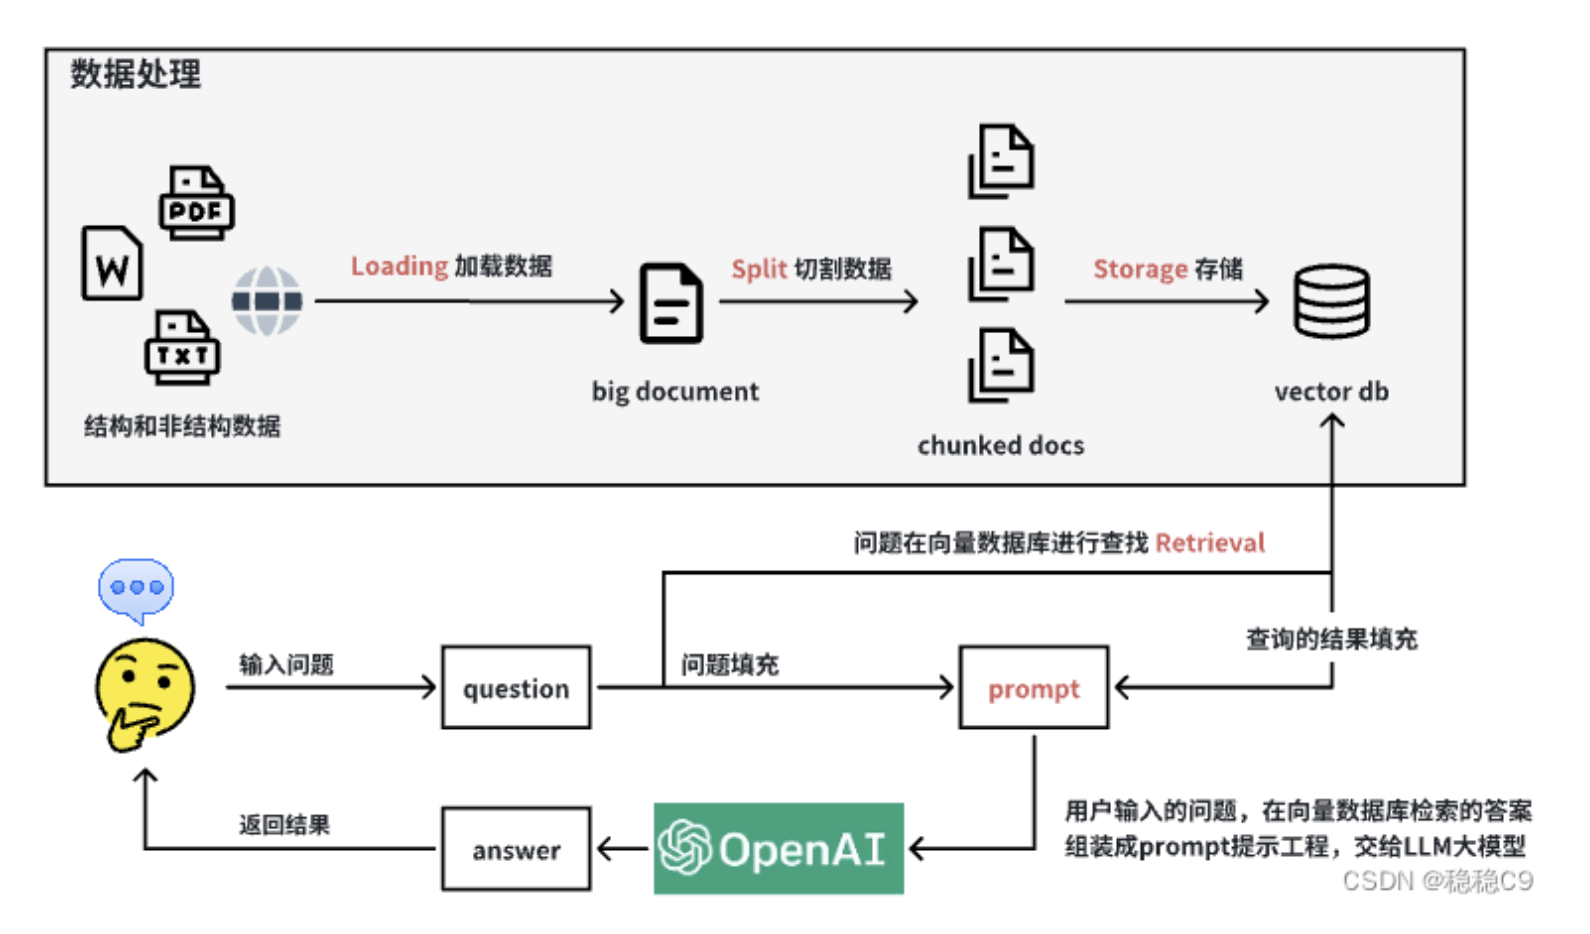 数据处理
PDF
W
TXT
结构和非结构数据
Loading 加载数据
big document
Split 切割数据
chunked docs
Storage 存储
vector db
问题在向量数据库进行查找 Retrieval
查询的结果填充
输入问题
question
问题填充
prompt
返回结果
answer
OpenAI
用户输入的问题，在向量数据库检索的答案
组装成prompt提示工程，交给LLM大模型
CSDN @稳稳C9